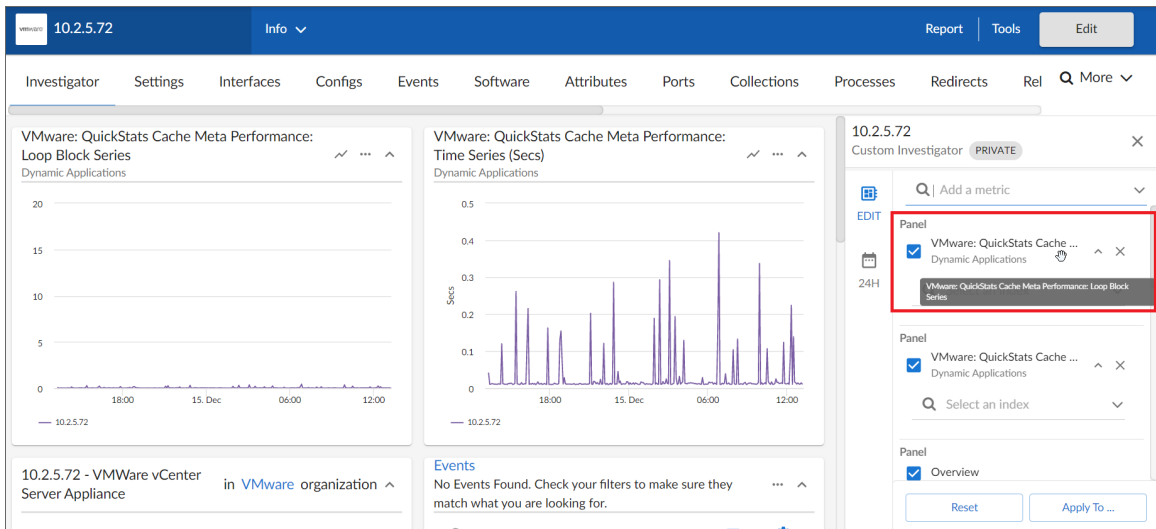 vmware
10.2.5.72
Info
Report
Tools
Edit
Investigator
Settings
Interfaces
Configs
Events
Software
Attributes
Ports
Collections
Processes
Redirects
Rel
More
VMware: QuickStats Cache Meta Performance:
Loop Block Series
Dynamic Applications
20
15
10
5
0
18:00
15. Dec
06:00
12:00
10.2.5.72
VMware: QuickStats Cache Meta Performance:
Time Series (Secs)
Dynamic Applications
Secs
0.5
0.4
0.3
0.2
0.1
0
18:00
15. Dec
06:00
12:00
10.2.5.72
10.2.5.72 - VMWare vCenter
Server Appliance
in VMware organization
Events
No Events Found. Check your filters to make sure they
match what you are looking for.
10.2.5.72
Custom Investigator PRIVATE
EDIT
24H
Add a metric
Panel
VMware: QuickStats Cache ...
Dynamic Applications
VMware: QuickStats Cache Meta Performance: Loop Block
Series
Panel
VMware: QuickStats Cache ...
Dynamic Applications
Select an index
Panel
Overview
Reset
Apply To ...